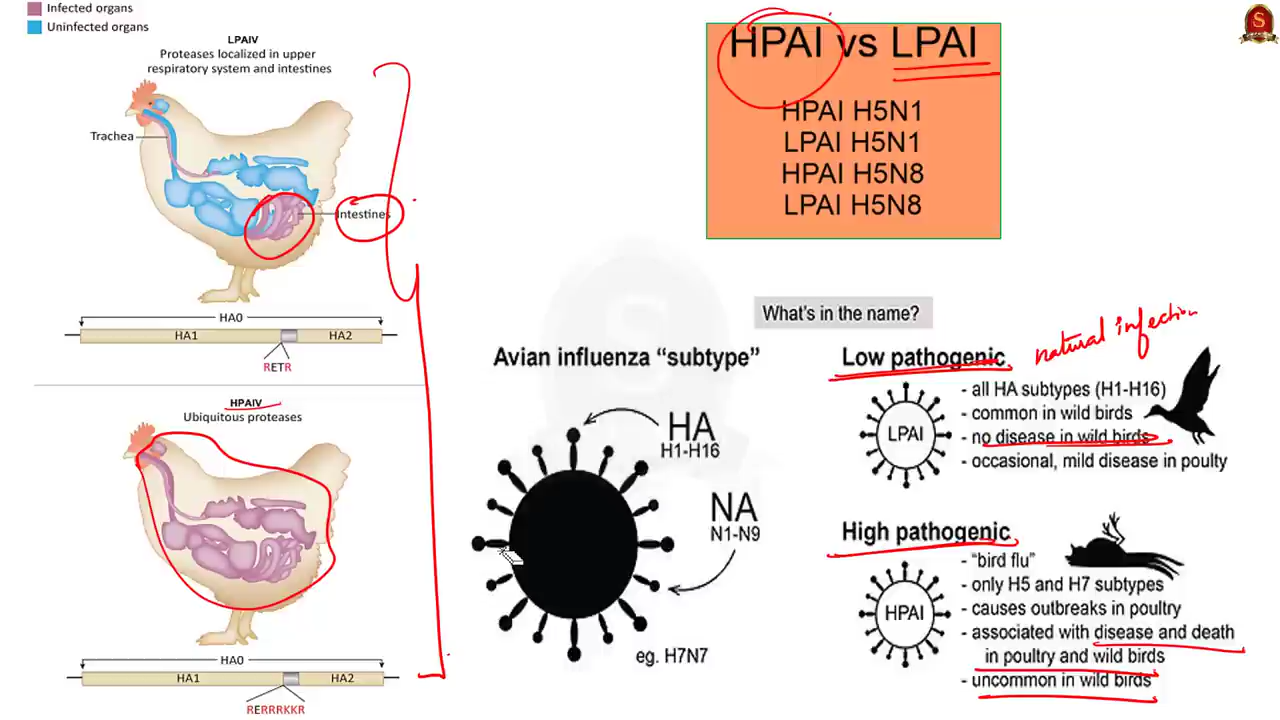 Infected organs
Uninfected organs
LPAIV
Proteases localized in upper
respiratory system and intestines
Trachea
Intestines
HA0
HA1
HA2
RETR
HPAIV
Ubiquitous proteases
HA0
HA1
HA2
RERRRKKR
HPAI vs LPAI
HPAI H5N1
LPAI H5N1
HPAI H5N8
LPAI H5N8
What's in the name?
Avian influenza “subtype”
HA
H1-H16
NA
N1-N9
eg. H7N7
Low pathogenic
natural infection
LPAI
- all HA subtypes (H1-H16)
- common in wild birds
- no disease in wild birds
- occasional, mild disease in poulty
High pathogenic
HPAI
- “bird flu”
- only H5 and H7 subtypes
- causes outbreaks in poultry
- associated with disease and death
in poultry and wild birds
- uncommon in wild birds
S
S